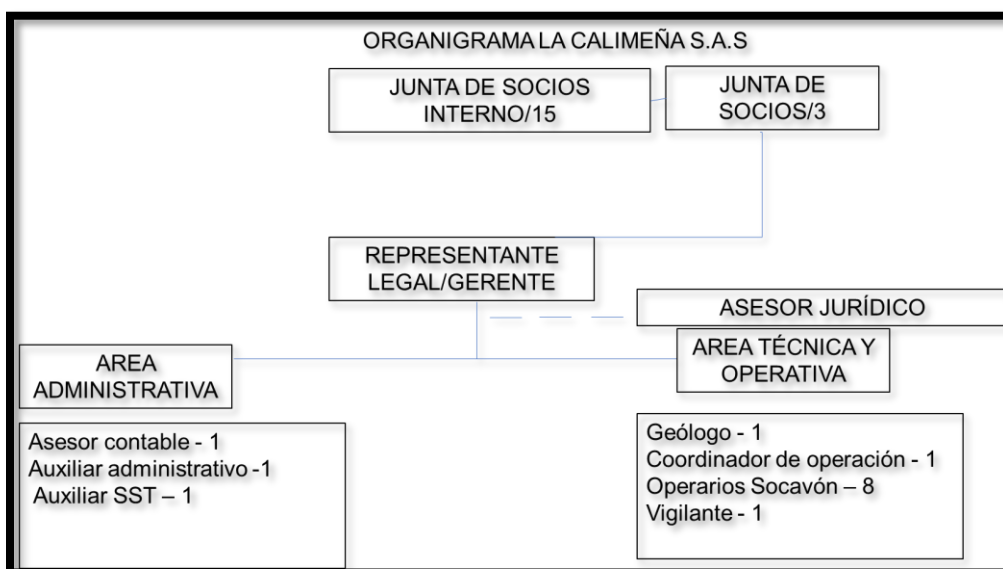 ORGANIGRAMA LA CALIMEÑA S.A.S
JUNTA DE SOCIOS
INTERNO/15
JUNTA DE
SOCIOS/3
REPRESENTANTE
LEGAL/GERENTE
ASESOR JURÍDICO
AREA
ADMINISTRATIVA
AREA TÉCNICA Y
OPERATIVA
Asesor contable - 1
Auxiliar administrativo -1
Auxiliar SST – 1
Geólogo - 1
Coordinador de operación - 1
Operarios Socavón – 8
Vigilante - 1